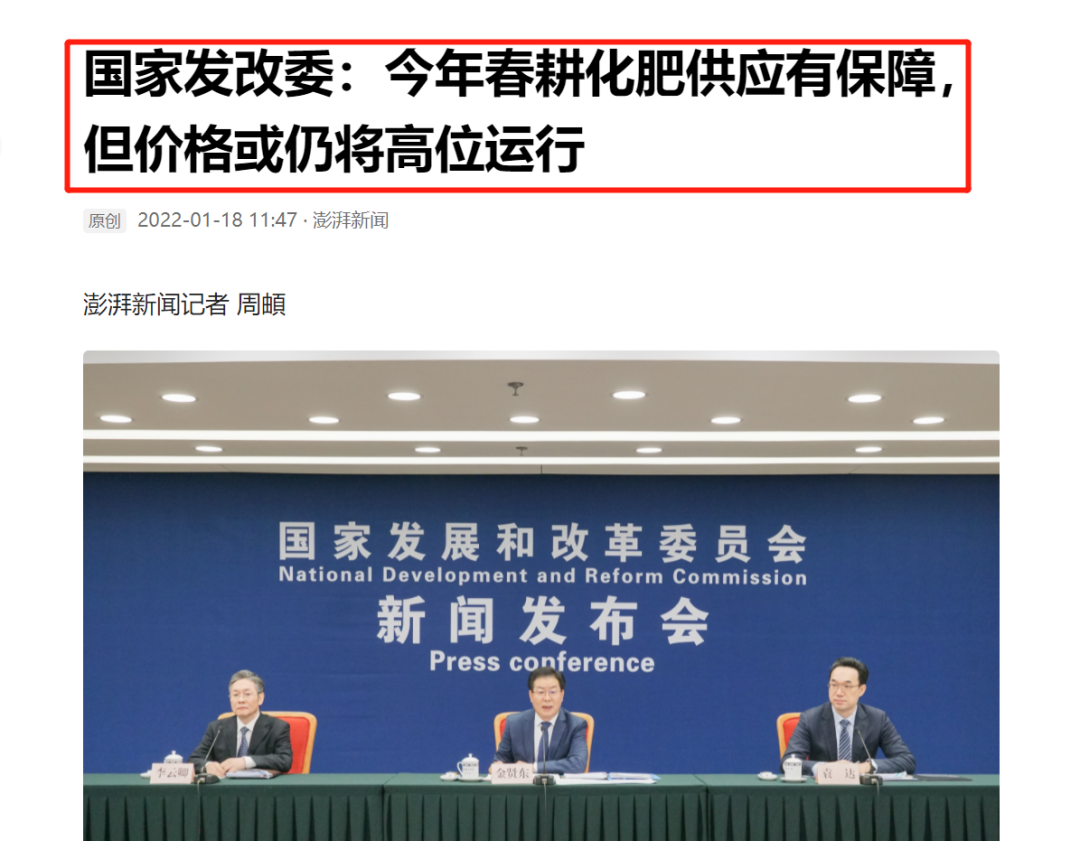 国家发改委：今年春耕化肥供应有保障，
但价格或仍将高位运行
原创 2022-01-18 11:47 · 澎湃新闻
澎湃新闻记者 周頔
国家发展和改革委员会
National Development and Reform Commission
新闻发布会
Press conference
李云卿 金贤东 袁达